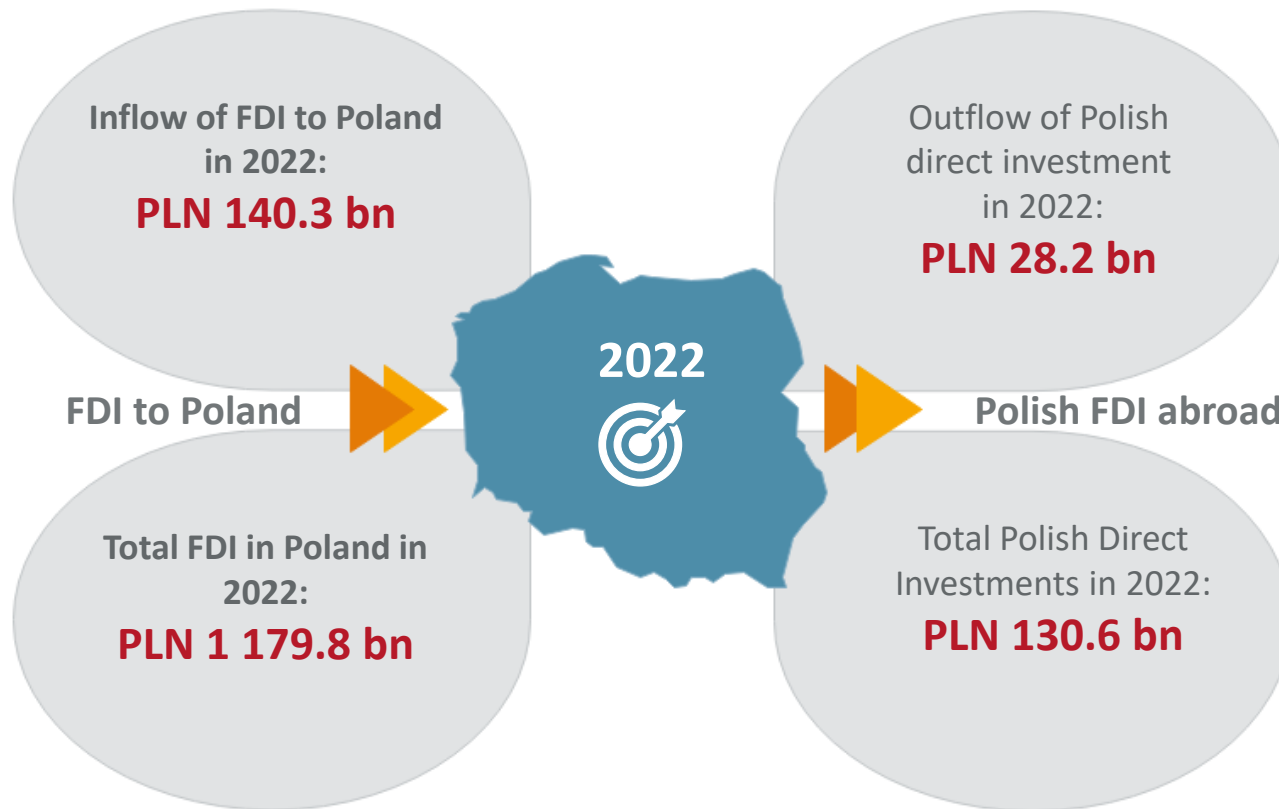 Inflow of FDI to Poland
in 2022:
PLN 140.3 bn
Outflow of Polish
direct investment
in 2022:
PLN 28.2 bn
2022
FDI to Poland
Polish FDI abroad
Total FDI in Poland in
2022:
PLN 1 179.8 bn
Total Polish Direct
Investments in 2022:
PLN 130.6 bn